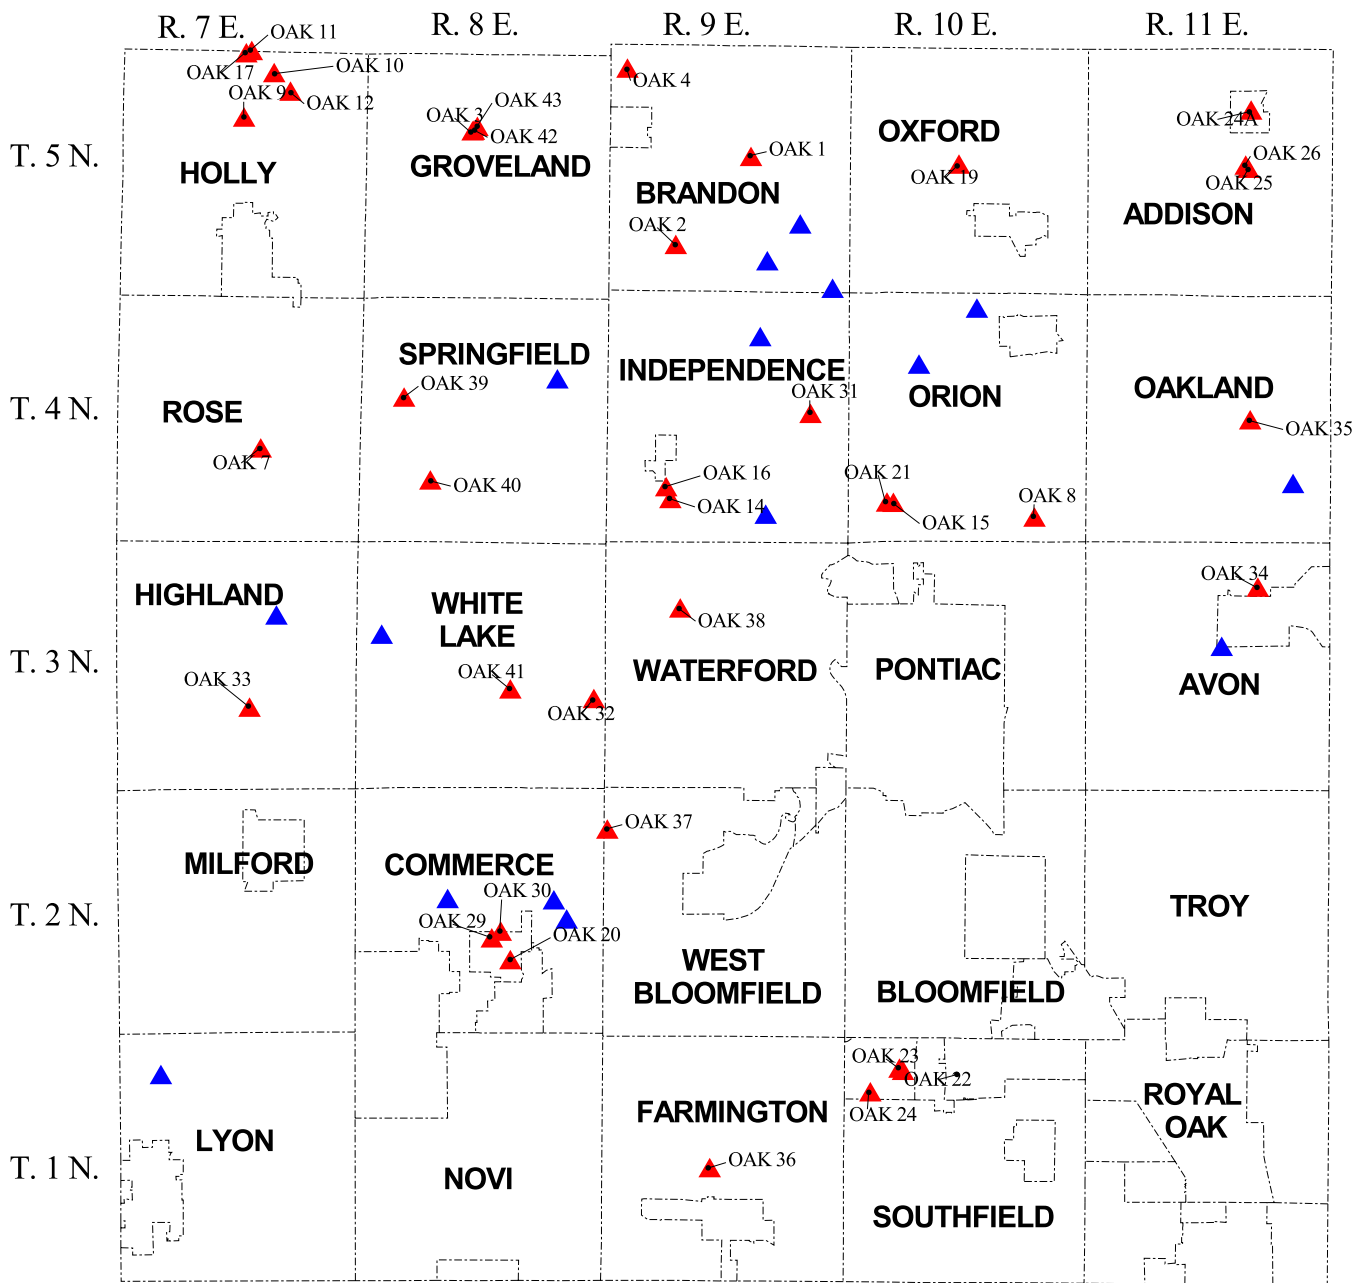 R. 7 E.
R. 8 E.
R. 9 E.
R. 10 E.
R. 11 E.
OAK 11
OAK 17
OAK 10
OAK 9
OAK 12
OAK 43
OAK 3
OAK 42
OAK 4
OAK 24A
T. 5 N.
HOLLY
GROVELAND
OAK 1
BRANDON
OAK 2
OXFORD
OAK 19
OAK 26
OAK 25
ADDISON
SPRINGFIELD
OAK 39
INDEPENDENCE
OAK 31
ORION
OAKLAND
OAK 35
T. 4 N.
ROSE
OAK 7
OAK 40
OAK 16
OAK 14
OAK 21
OAK 15
OAK 8
HIGHLAND
WHITE
LAKE
OAK 38
OAK 34
T. 3 N.
OAK 33
OAK 41
OAK 32
WATERFORD
PONTIAC
AVON
OAK 37
MILFORD
COMMERCE
OAK 30
OAK 29
OAK 20
T. 2 N.
WEST
BLOOMFIELD
BLOOMFIELD
TROY
OAK 23
OAK 22
OAK 24
FARMINGTON
ROYAL
OAK
LYON
T. 1 N.
NOVI
OAK 36
SOUTHFIELD